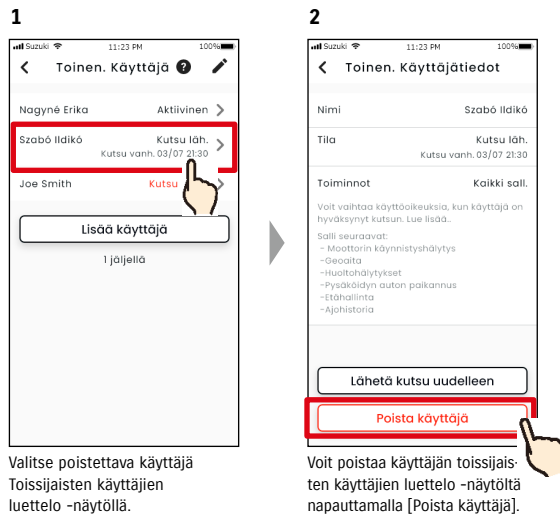 1
Suzuki 11:23 PM 100%
Toinen. Käyttäjä ?
Nagyné Erika Aktiivinen
Szabó Ildikó Kutsu läh.
Kutsu vanh. 03/07 21:30
Joe Smith Kutsu
Lisää käyttäjä
1 jäljellä
Valitse poistettava käyttäjä
Toissijaisten käyttäjien
luettelo -näytöllä.
2
Suzuki 11:23 PM 100%
Toinen. Käyttäjätiedot
Nimi Szabó Ildikó
Tila Kutsu läh.
Kutsu vanh. 03/07 21:30
Toiminnot Kaikki sall.
Voit vaihtaa käyttöoikeuksia, kun käyttäjä on
hyväksynyt kutsun. Lue lisää..
Salli seuraavat:
- Moottorin käynnistyshälytys
-Geoaita
-Huoltohälytykset
-Pysäköidyn auton paikannus
-Etähallinta
-Ajohistoria
Lähetä kutsu uudelleen
Poista käyttäjä
Voit poistaa käyttäjän toissijais-
ten käyttäjien luettelo -näytöltä
napauttamalla [Poista käyttäjä].